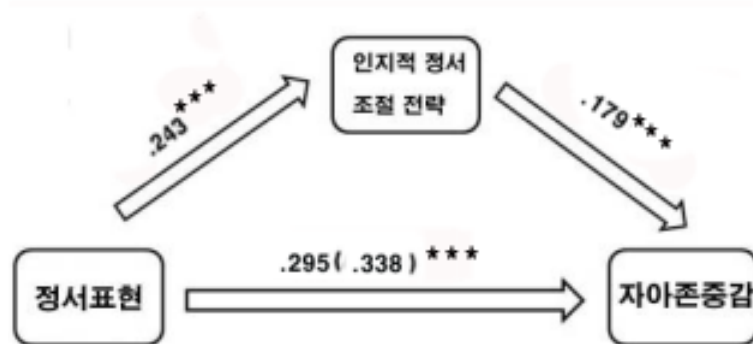 인지적 정서
조절 전략
.243***
.179***
.295( .338 )***
정서표현
자아존중감